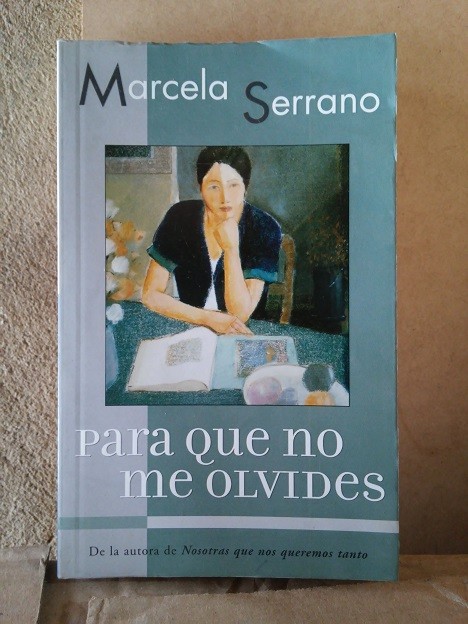 Marcela Serrano
para que no
me olvides
De la autora de Nosotras que nos queremos tanto